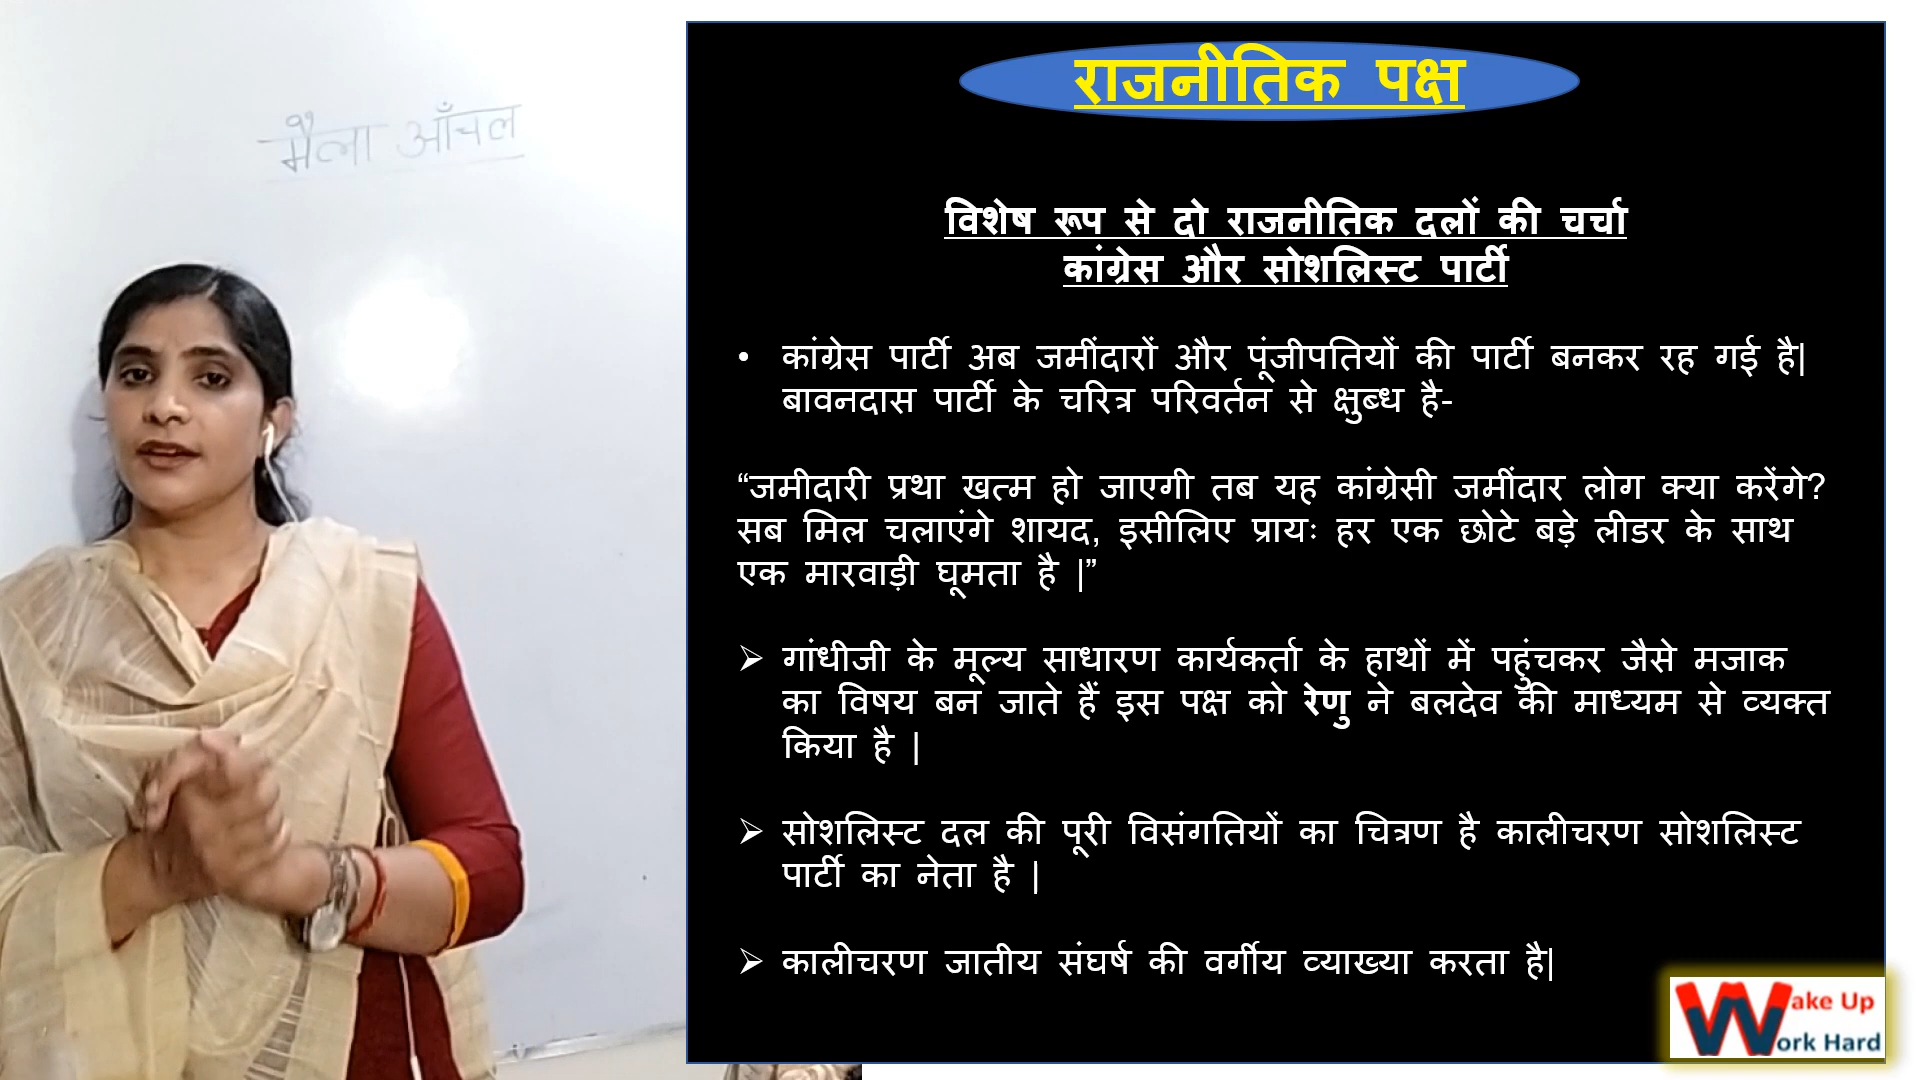 मैला आँचल
राजनीतिक पक्ष
विशेष रूप से दो राजनीतिक दलों की चर्चा
कांग्रेस और सोशलिस्ट पार्टी
• कांग्रेस पार्टी अब जमींदारों और पूंजीपतियों की पार्टी बनकर रह गई है|
बावनदास पार्टी के चरित्र परिवर्तन से क्षुब्ध है-
“जमीदारी प्रथा खत्म हो जाएगी तब यह कांग्रेसी जमींदार लोग क्या करेंगे?
सब मिल चलाएंगे शायद, इसीलिए प्रायः हर एक छोटे बड़े लीडर के साथ
एक मारवाड़ी घूमता है |”
➢ गांधीजी के मूल्य साधारण कार्यकर्ता के हाथों में पहुंचकर जैसे मजाक
का विषय बन जाते हैं इस पक्ष को रेणु ने बलदेव की माध्यम से व्यक्त
किया है |
➢ सोशलिस्ट दल की पूरी विसंगतियों का चित्रण है कालीचरण सोशलिस्ट
पार्टी का नेता है |
➢ कालीचरण जातीय संघर्ष की वर्गीय व्याख्या करता है|
Wake Up
Work Hard